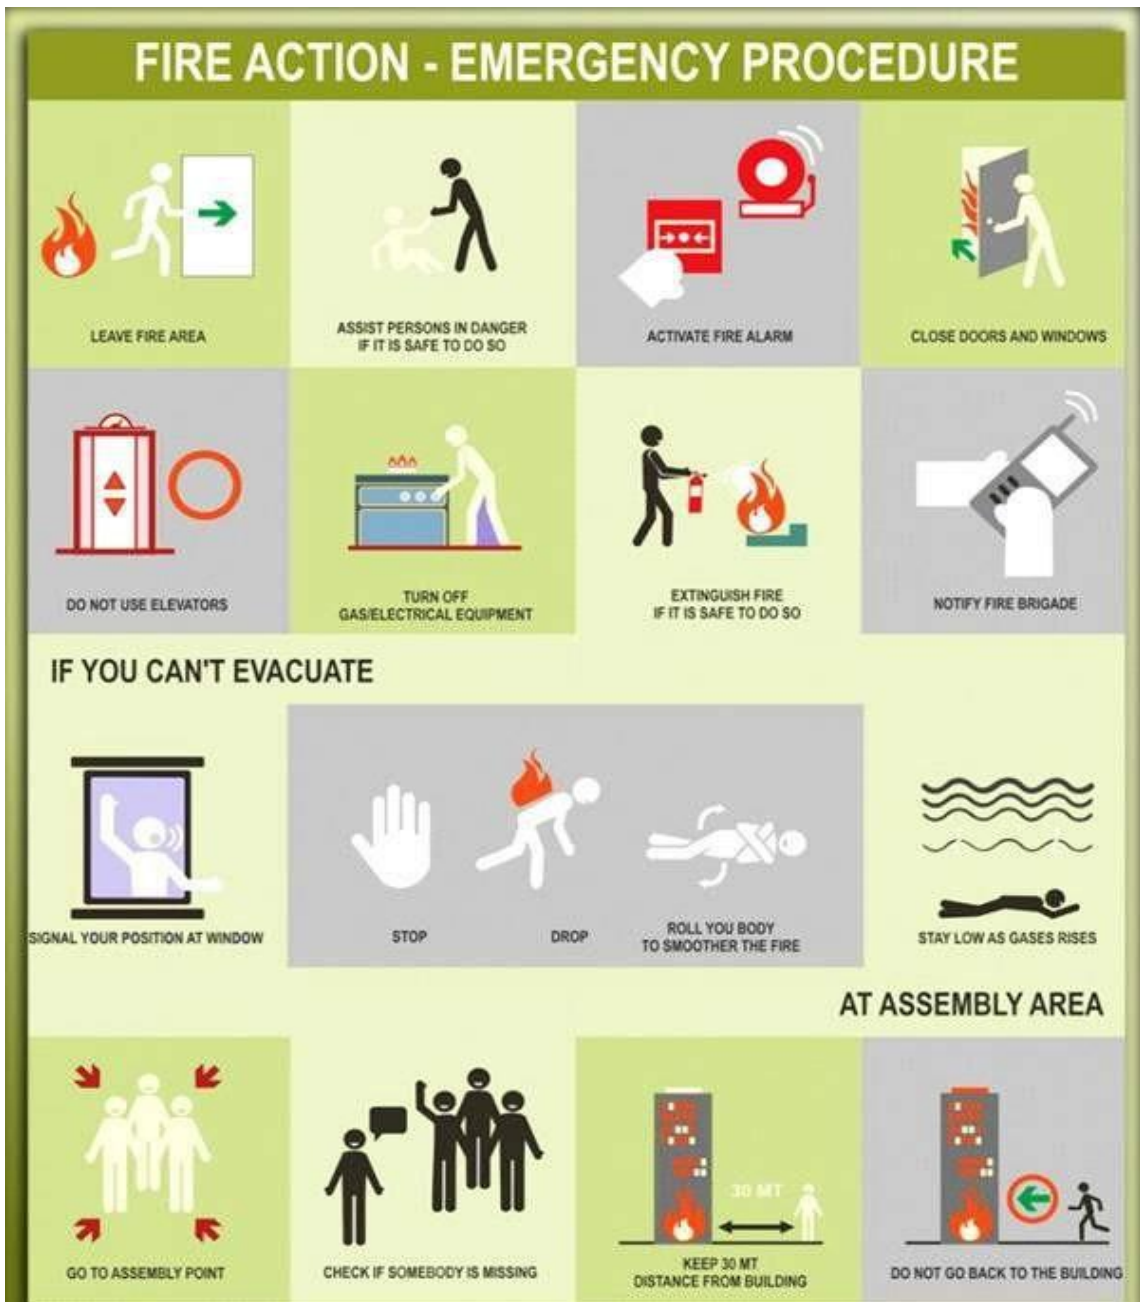 FIRE ACTION - EMERGENCY PROCEDURE
LEAVE FIRE AREA
ASSIST PERSONS IN DANGER
IF IT IS SAFE TO DO SO
ACTIVATE FIRE ALARM
CLOSE DOORS AND WINDOWS
DO NOT USE ELEVATORS
TURN OFF
GAS/ELECTRICAL EQUIPMENT
EXTINGUISH FIRE
IF IT IS SAFE TO DO SO
NOTIFY FIRE BRIGADE
IF YOU CAN'T EVACUATE
SIGNAL YOUR POSITION AT WINDOW
STOP
DROP
ROLL YOU BODY
TO SMOOTHER THE FIRE
STAY LOW AS GASES RISES
AT ASSEMBLY AREA
GO TO ASSEMBLY POINT
CHECK IF SOMEBODY IS MISSING
30 MT
KEEP 30 MT
DISTANCE FROM BUILDING
DO NOT GO BACK TO THE BUILDING